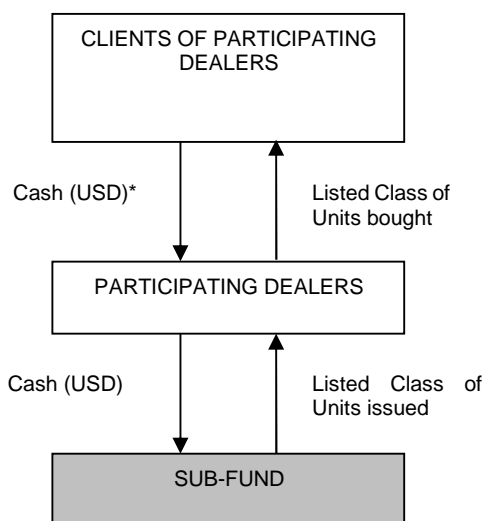 CLIENTS OF PARTICIPATING
DEALERS
Cash (USD)*
Listed Class of
Units bought
PARTICIPATING DEALERS
Cash (USD)
Listed Class of
Units issued
SUB-FUND